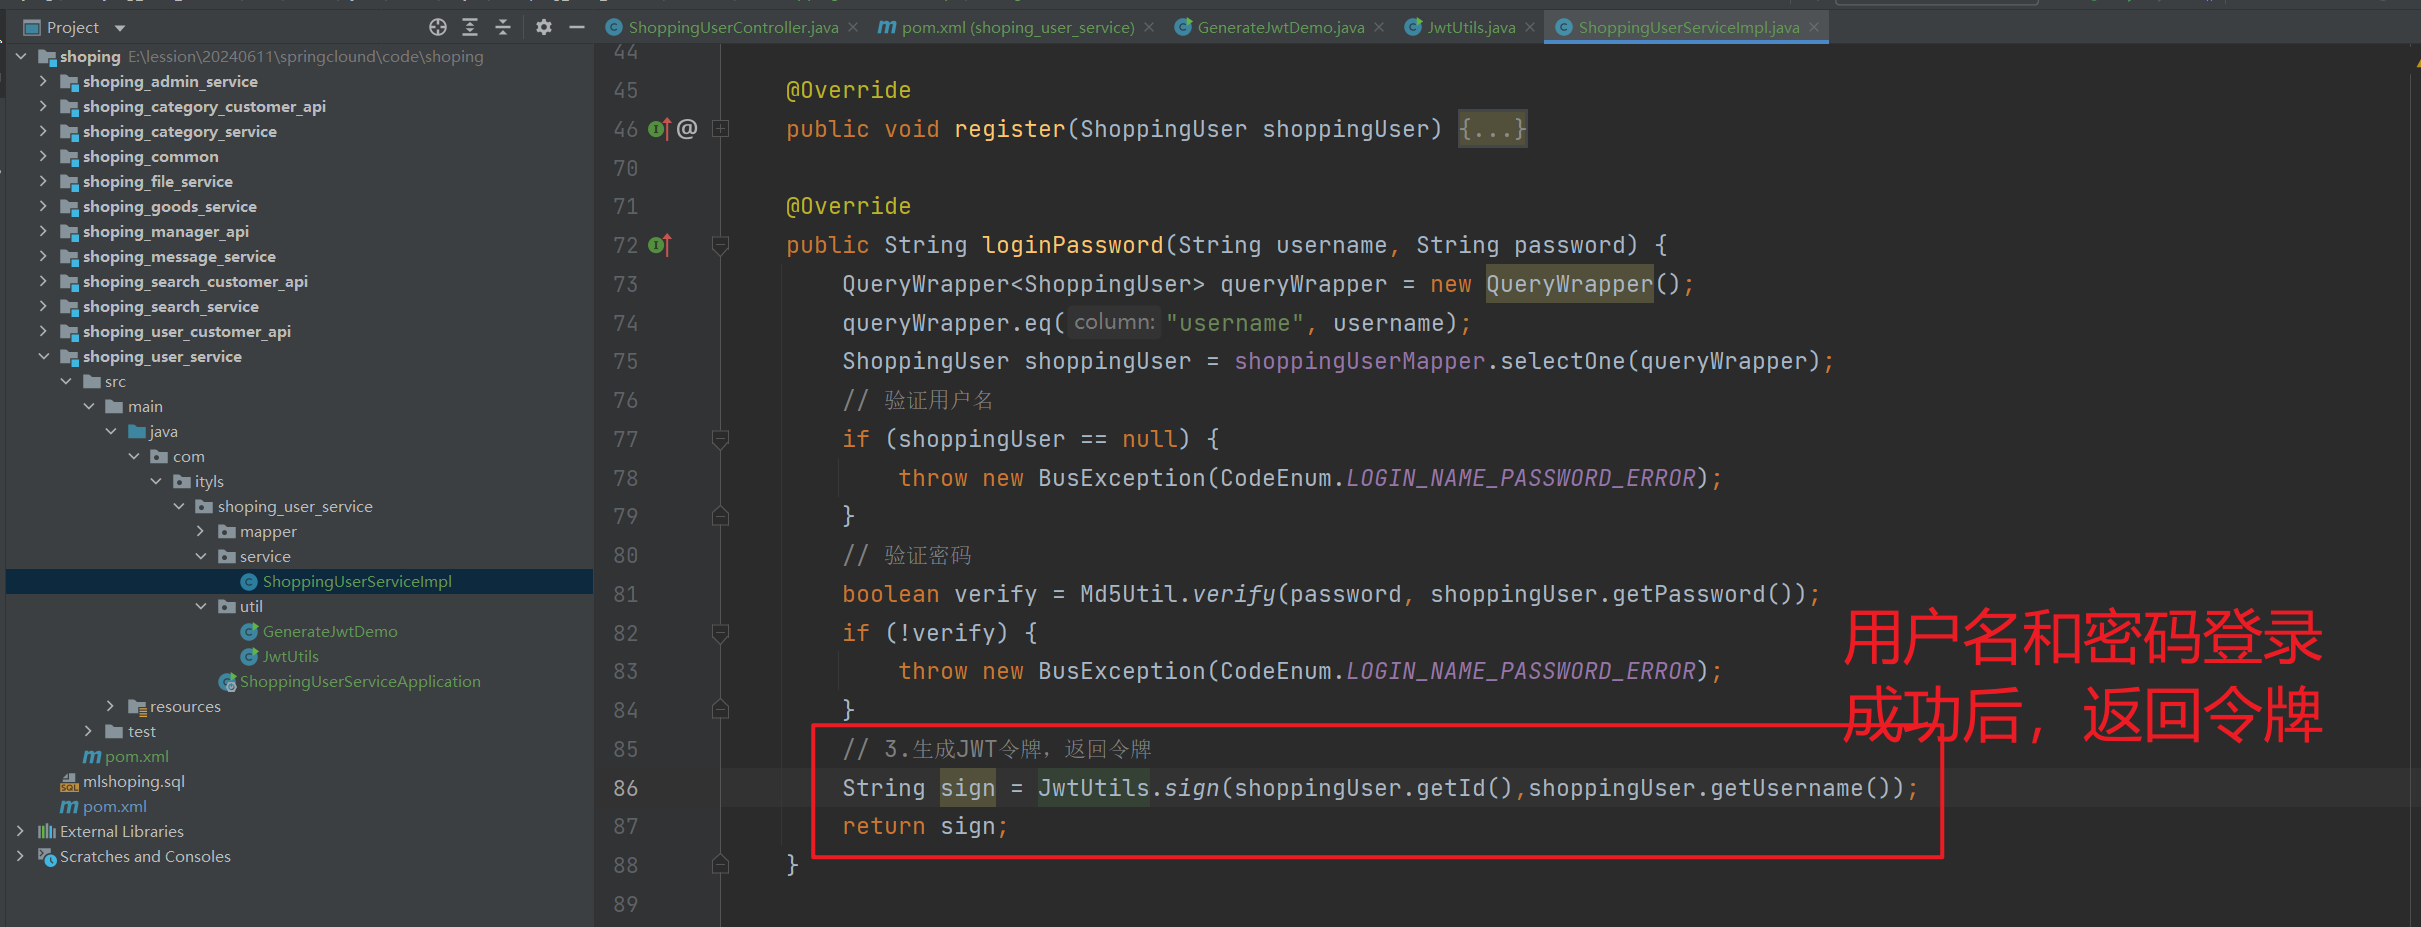 Project
ShoppingUserController.java
pom.xml (shoping_user_service)
GenerateJwtDemo.java
JwtUtils.java
ShoppingUserServiceImpl.java
shoping E:\lession\20240611\springclound\code\shoping
shoping_admin_service
shoping_category_customer_api
shoping_category_service
shoping_common
shoping_file_service
shoping_goods_service
shoping_manager_api
shoping_message_service
shoping_search_customer_api
shoping_search_service
shoping_user_customer_api
shoping_user_service
src
main
java
com
ityls
shoping_user_service
mapper
service
ShoppingUserServiceImpl
util
GenerateJwtDemo
JwtUtils
ShoppingUserServiceApplication
resources
test
pom.xml
mlshoping.sql
pom.xml
External Libraries
Scratches and Consoles
44
45 @Override
46 @ public void register(ShoppingUser shoppingUser) {...}
70
71 @Override
72 public String loginPassword(String username, String password) {
73 QueryWrapper<ShoppingUser> queryWrapper = new QueryWrapper();
74 queryWrapper.eq( column: "username", username);
75 ShoppingUser shoppingUser = shoppingUserMapper.selectOne(queryWrapper);
76 // 验证用户名
77 if (shoppingUser == null) {
78 throw new BusException(CodeEnum.LOGIN_NAME_PASSWORD_ERROR);
79 }
80 // 验证密码
81 boolean verify = Md5Util.verify(password, shoppingUser.getPassword());
82 if (!verify) {
83 throw new BusException(CodeEnum.LOGIN_NAME_PASSWORD_ERROR);
84 }
85 // 3.生成JWT令牌，返回令牌
86 String sign = JwtUtils.sign(shoppingUser.getId(),shoppingUser.getUsername());
87 return sign;
88 }
89
用户名和密码登录
成功后，返回令牌